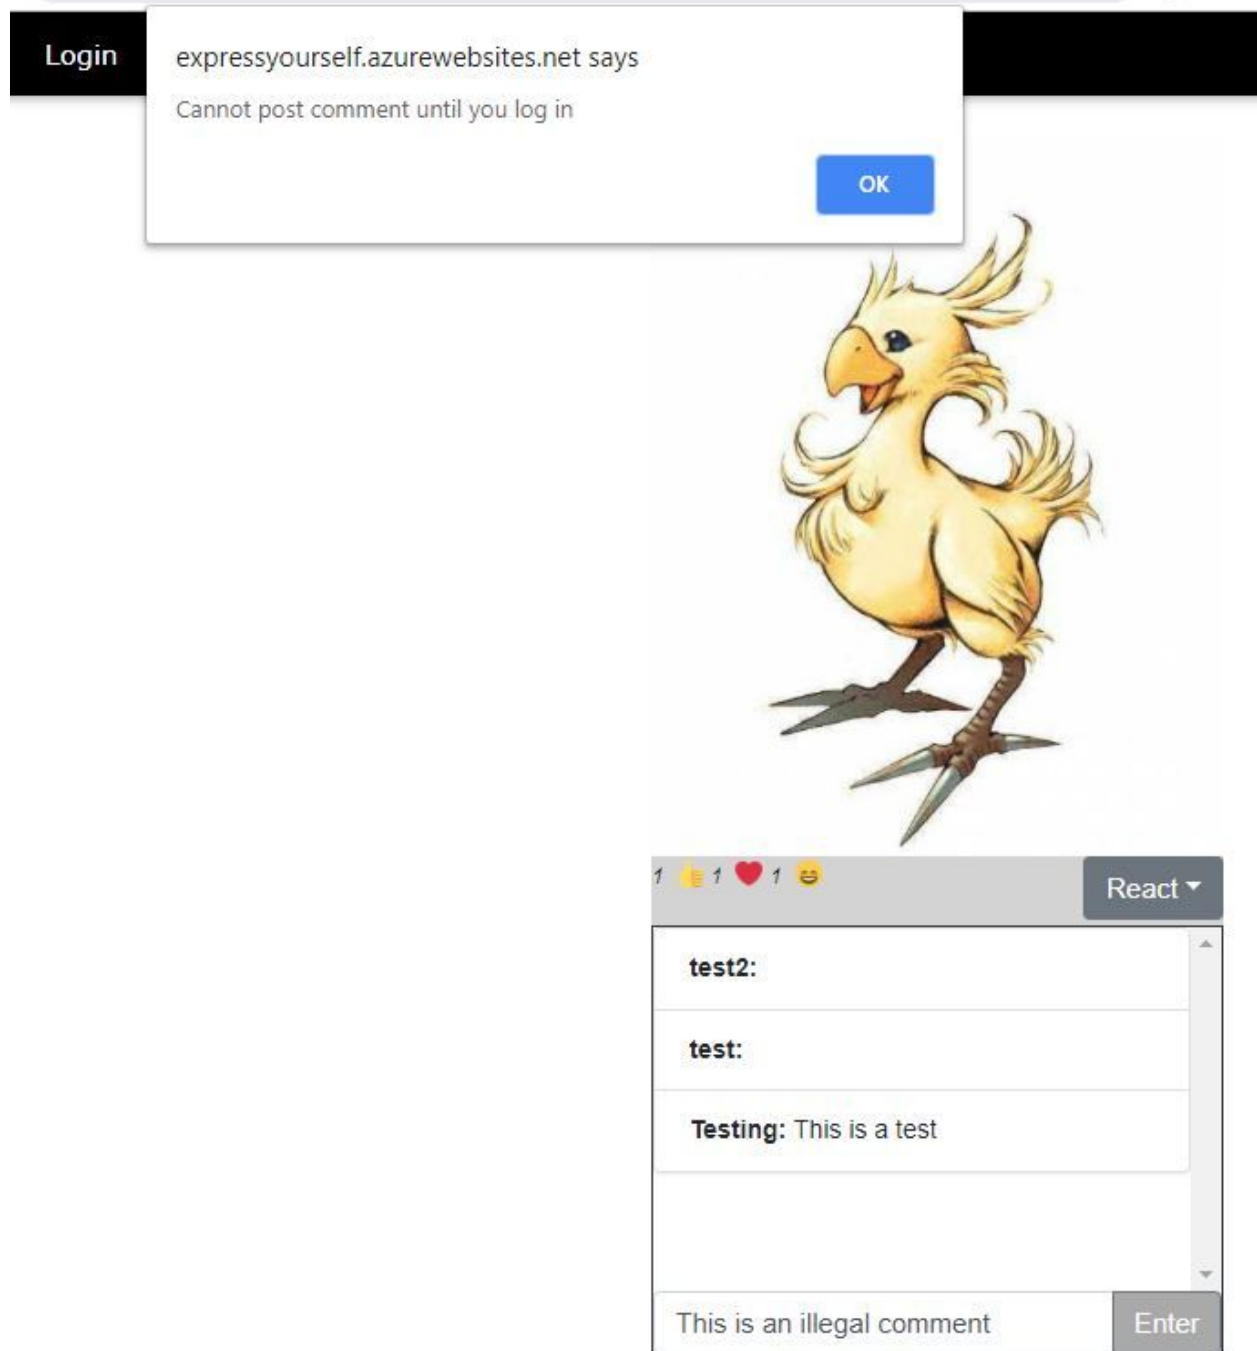 Login
expressyourself.azurewebsites.net says
Cannot post comment until you log in
OK
1 👍 1 ❤️ 1 😄
React
test2:
test:
Testing: This is a test
This is an illegal comment
Enter